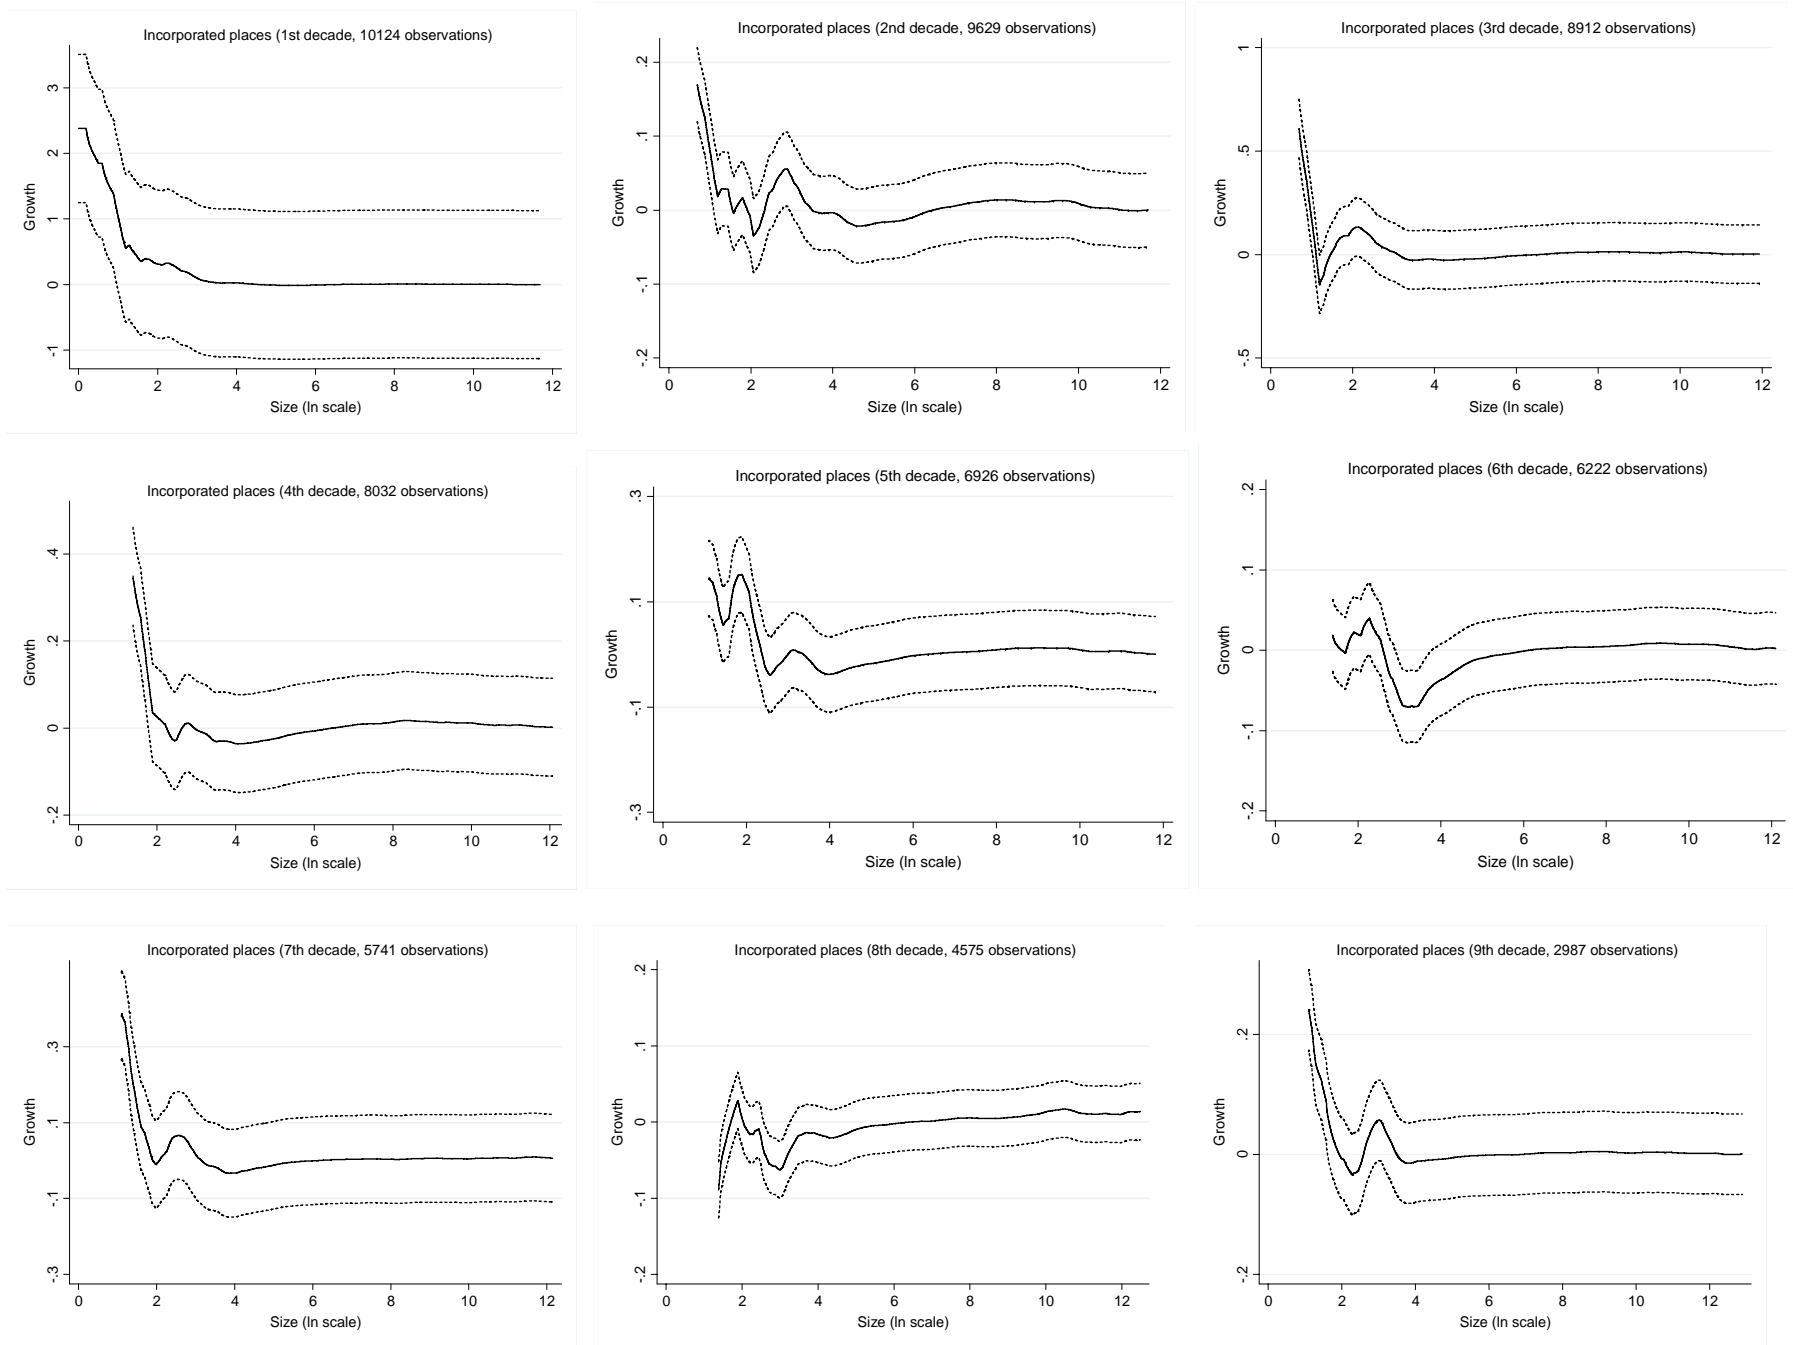 Incorporated places (1st decade, 10124 observations)
Growth
3
2
1
0
-1
0 2 4 6 8 10 12
Size (ln scale)
Incorporated places (2nd decade, 9629 observations)
Growth
.2
.1
0
-.1
-.2
0 2 4 6 8 10 12
Size (ln scale)
Incorporated places (3rd decade, 8912 observations)
Growth
1
.5
0
-.5
0 2 4 6 8 10 12
Size (ln scale)
Incorporated places (4th decade, 8032 observations)
Growth
.4
.2
0
-.2
0 2 4 6 8 10 12
Size (ln scale)
Incorporated places (5th decade, 6926 observations)
Growth
.3
.1
-.1
-.3
0 2 4 6 8 10 12
Size (ln scale)
Incorporated places (6th decade, 6222 observations)
Growth
.2
.1
0
-.1
-.2
0 2 4 6 8 10 12
Size (ln scale)
Incorporated places (7th decade, 5741 observations)
Growth
.3
.1
-.1
-.3
0 2 4 6 8 10 12
Size (ln scale)
Incorporated places (8th decade, 4575 observations)
Growth
.2
.1
0
-.1
-.2
0 2 4 6 8 10 12
Size (ln scale)
Incorporated places (9th decade, 2987 observations)
Growth
.2
0
-.2
0 2 4 6 8 10 12
Size (ln scale)